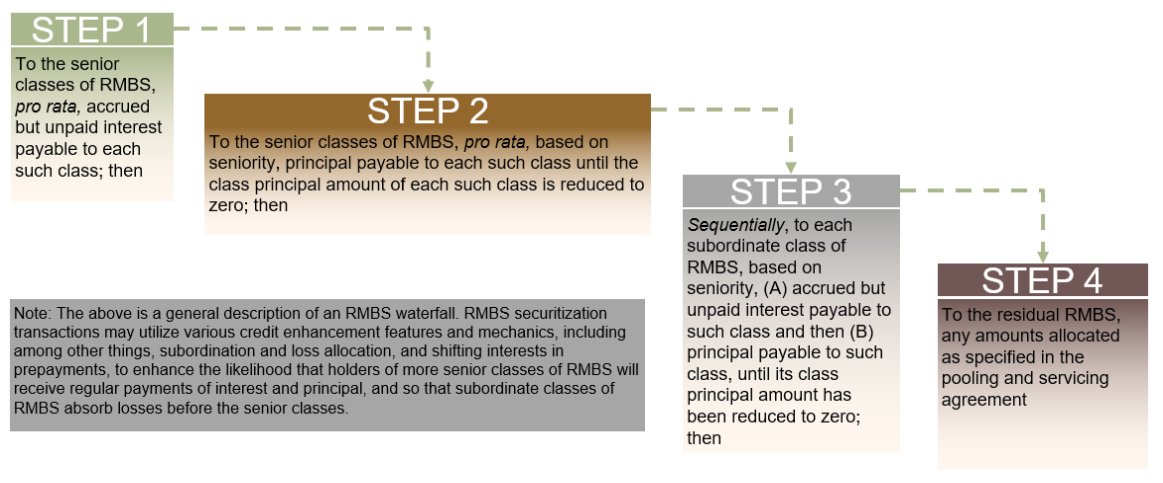 STEP 1
To the senior
classes of RMBS,
pro rata, accrued
but unpaid interest
payable to each
such class; then
STEP 2
To the senior classes of RMBS, pro rata, based on
seniority, principal payable to each such class until the
class principal amount of each such class is reduced to
zero; then
STEP 3
Sequentially, to each
subordinate class of
RMBS, based on
seniority, (A) accrued but
unpaid interest payable to
such class and then (B)
principal payable to such
class, until its class
principal amount has
been reduced to zero;
then
STEP 4
To the residual RMBS,
any amounts allocated
as specified in the
pooling and servicing
agreement
Note: The above is a general description of an RMBS waterfall. RMBS securitization
transactions may utilize various credit enhancement features and mechanics, including
among other things, subordination and loss allocation, and shifting interests in
prepayments, to enhance the likelihood that holders of more senior classes of RMBS will
receive regular payments of interest and principal, and so that subordinate classes of
RMBS absorb losses before the senior classes.